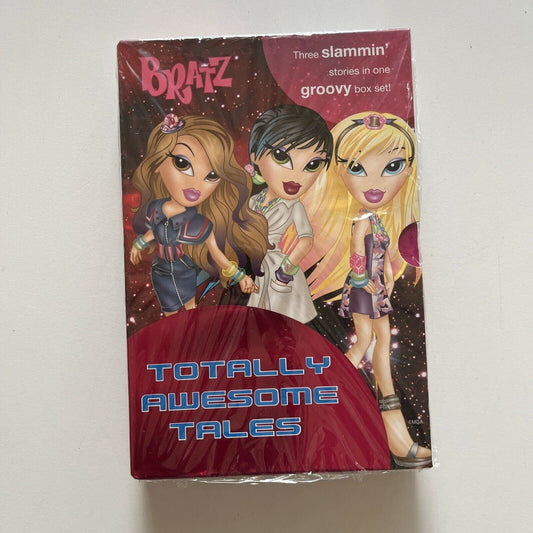 BRATZ
Three slammin'
stories in one
groovy box set!
TOTALLY
AWESOME
TALES
©MGA